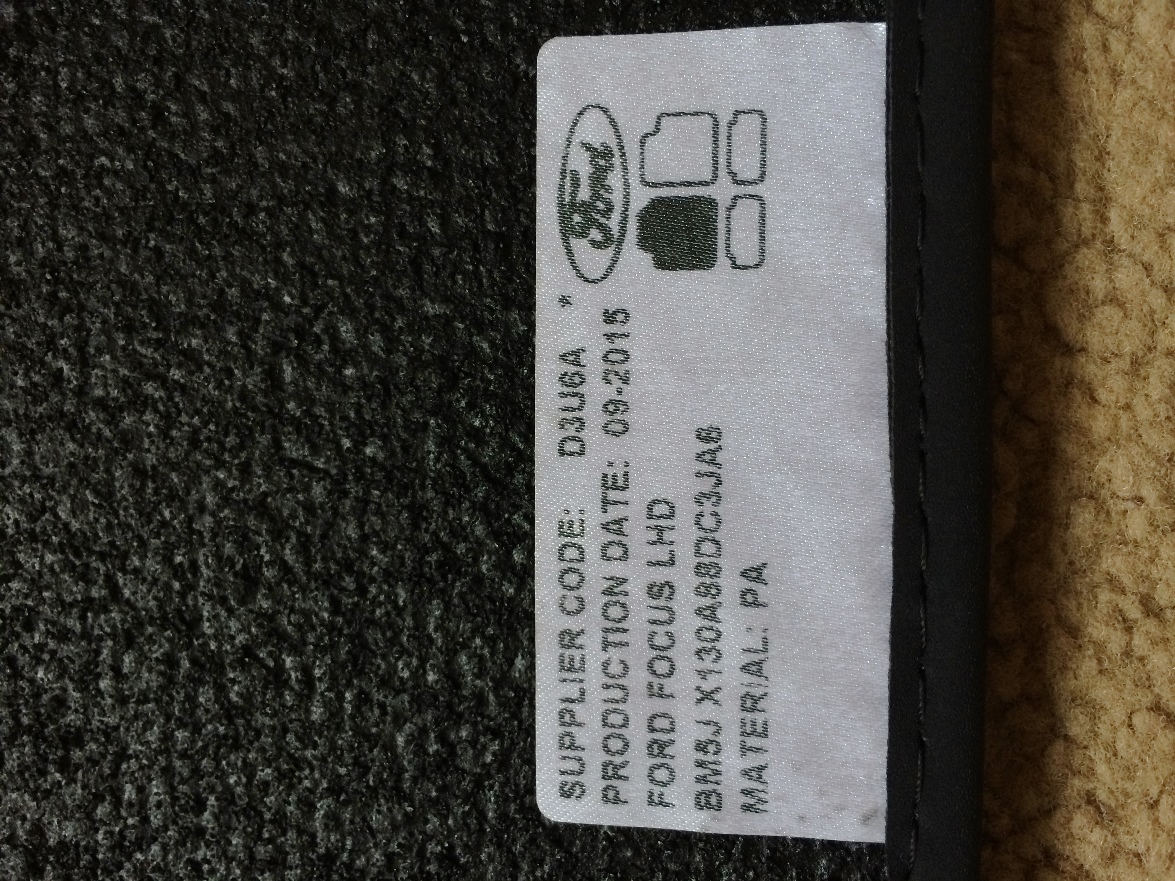 SUPPLIER CODE: D3U6A *
PRODUCTION DATE: 09-2015
FORD FOCUS LHD
BM5J X130A88DC3JA6
MATERIAL: PA
Ford